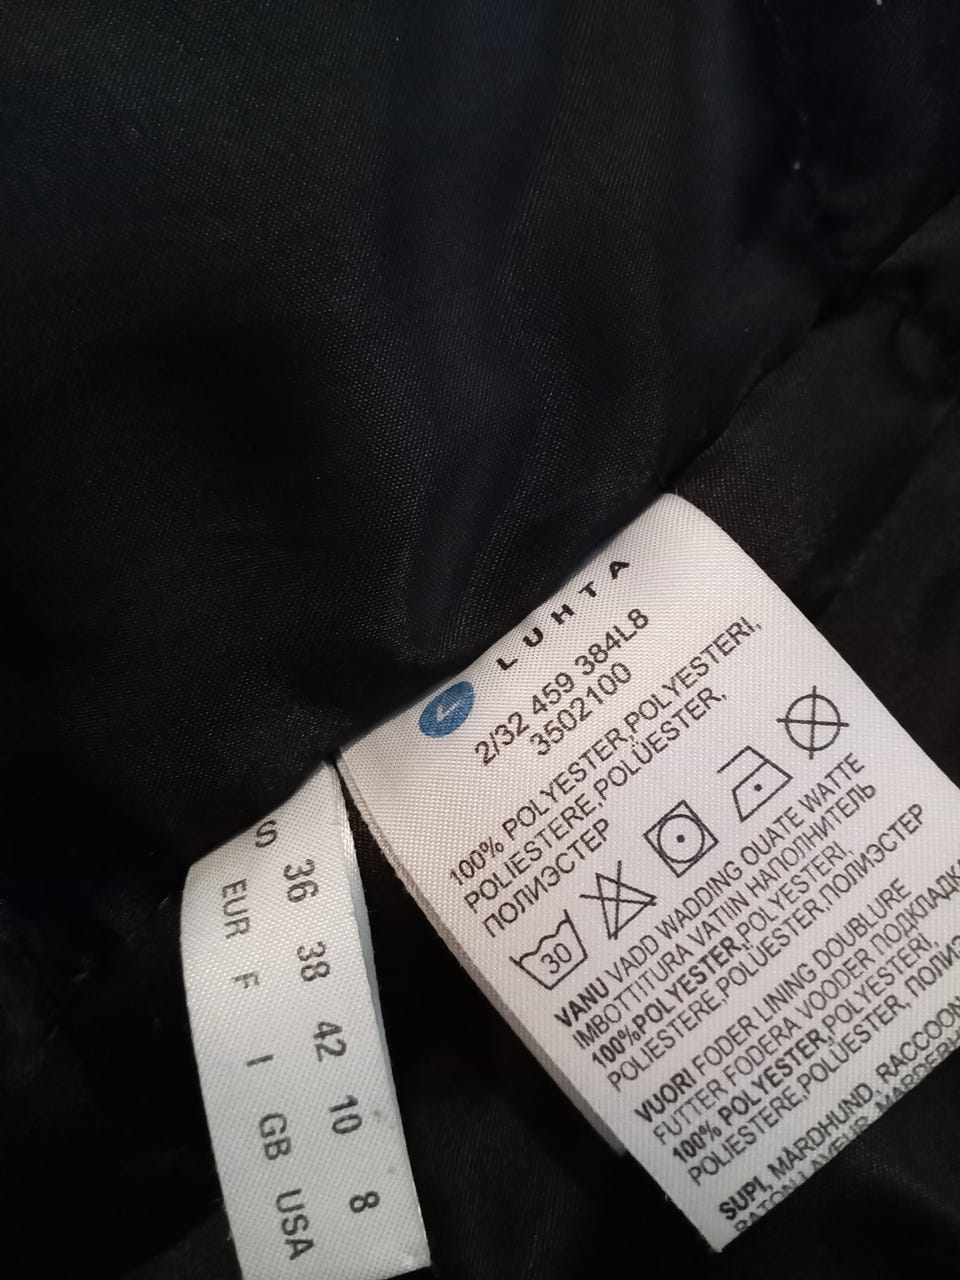 LUHTA
2/32 459 384L8
3502100
100% POLYESTER,POLYESTERI,
POLIESTERE,POLÜESTER,
ПОЛИЭСТЕР
30
VANU VADD WADDING OUATE WATTE
IMBOTTITURA VATIIN НАПОЛНИТЕЛЬ
100%POLYESTER,POLYESTERI,
POLIESTERE,POLÜESTER,ПОЛИЭСТЕР
VUORI FODER LINING DOUBLURE
FUTTER FODERA VOODER ПОДКЛАДКА
100% POLYESTER,POLYESTERI,
POLIESTERE,POLÜESTER,
SUPI, MÅRDHUND, RACCOON
S
36 EUR
38 F
42 I
10 GB
8 USA